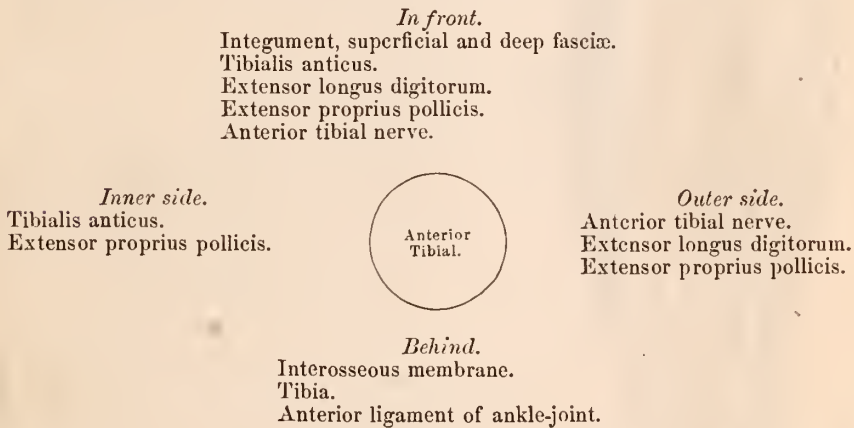 In front.
Integument, superficial and deep fasciæ.
Tibialis anticus.
Extensor longus digitorum.
Extensor proprius pollicis.
Anterior tibial nerve.
Inner side.
Tibialis anticus.
Extensor proprius pollicis.
Anterior
Tibial.
Outer side.
Anterior tibial nerve.
Extensor longus digitorum.
Extensor proprius pollicis.
Behind.
Interosseous membrane.
Tibia.
Anterior ligament of ankle-joint.